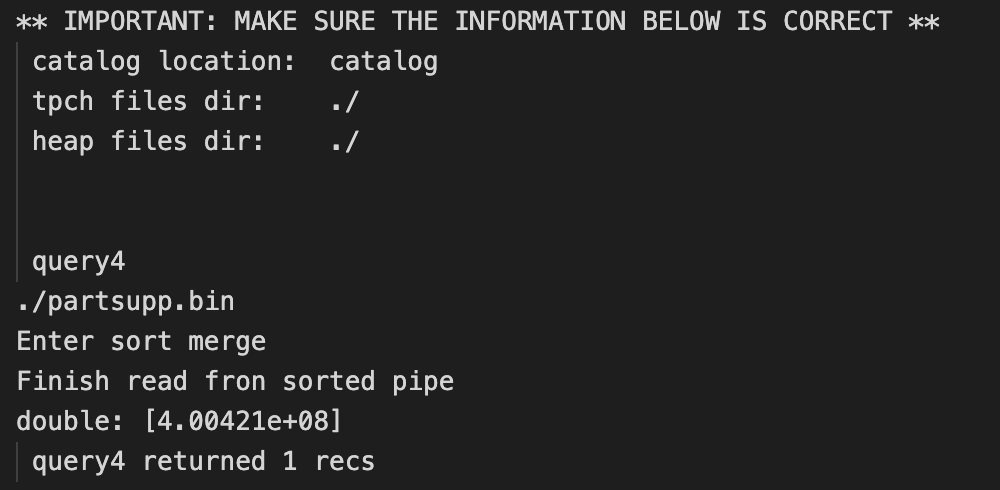 ** IMPORTANT: MAKE SURE THE INFORMATION BELOW IS CORRECT **
catalog location:  catalog
tpch files dir:    ./
heap files dir:    ./
query4
./partsupp.bin
Enter sort merge
Finish read fron sorted pipe
double: [4.00421e+08]
query4 returned 1 recs